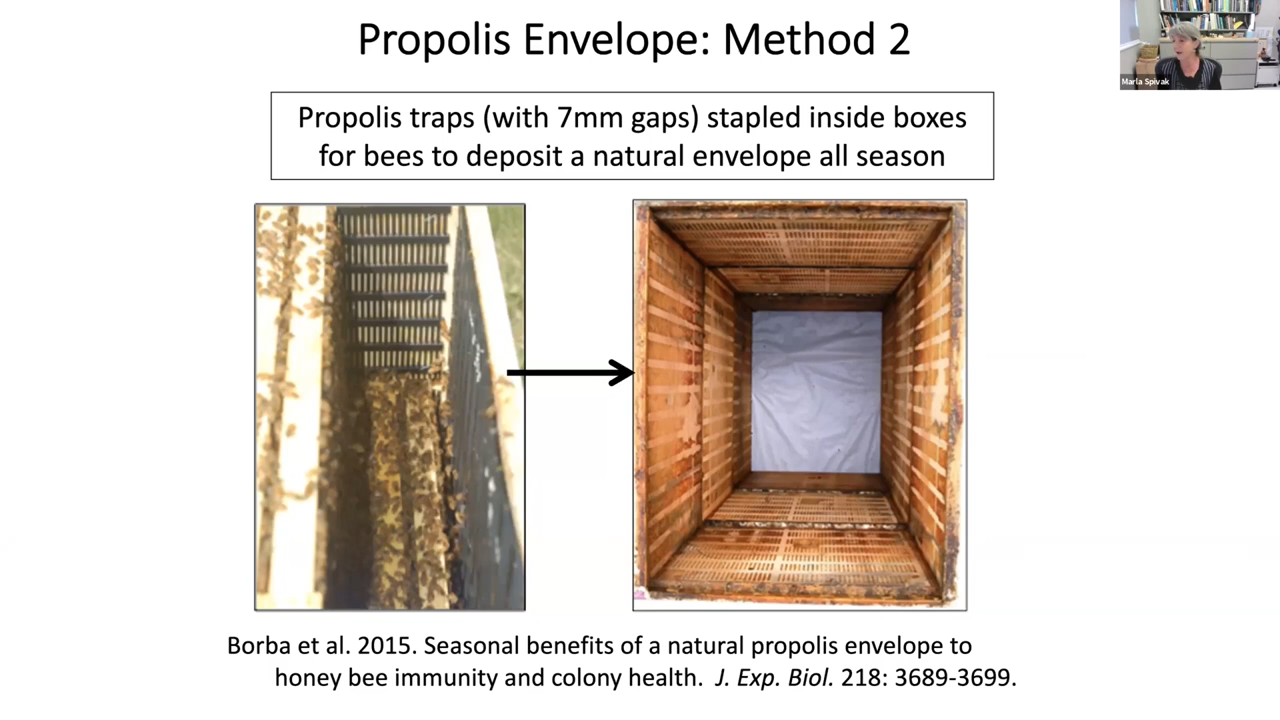 Propolis Envelope: Method 2
Marla Spivak
Propolis traps (with 7mm gaps) stapled inside boxes
for bees to deposit a natural envelope all season
Borba et al. 2015. Seasonal benefits of a natural propolis envelope to
honey bee immunity and colony health. J. Exp. Biol. 218: 3689-3699.